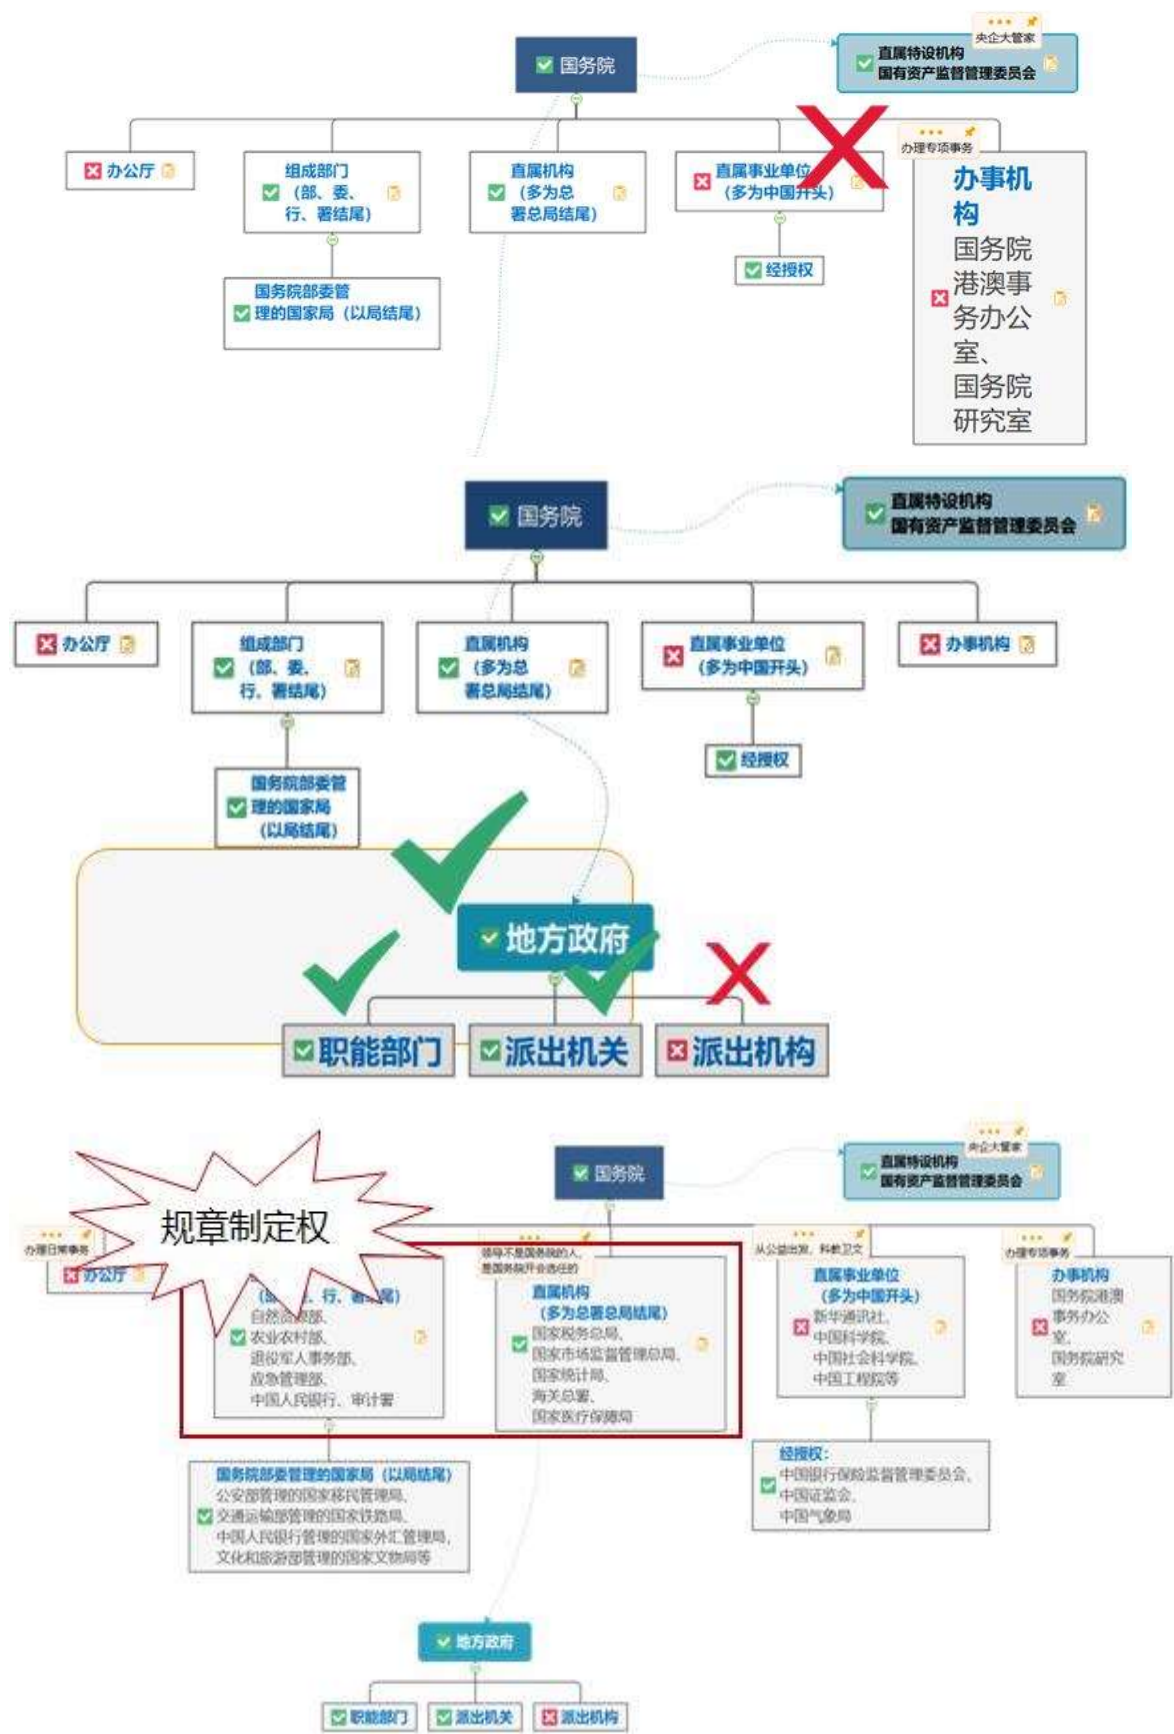 央企大管家
国务院
直属特设机构
国有资产监督管理委员会
办理专项事务
办公厅
组成部门
（部、委、
行、署结尾）
直属机构
（多为总
署总局结尾）
直属事业单位
（多为中国开头）
办事机
构
国务院
港澳事
务办公
室、
国务院
研究室
国务院部委管
理的国家局（以局结尾）
经授权
国务院
直属特设机构
国有资产监督管理委员会
办公厅
组成部门
（部、委、
行、署结尾）
直属机构
（多为总
署总局结尾）
直属事业单位
（多为中国开头）
办事机构
国务院部委管
理的国家局
（以局结尾）
经授权
地方政府
职能部门
派出机关
派出机构
规章制定权
国务院
央企大管家
直属特设机构
国有资产监督管理委员会
办理日常事务
办公厅
行、署结尾）
自然资源部、
农业农村部、
退役军人事务部、
应急管理部、
中国人民银行、审计署
领导不是国务院的人，
是国务院开会选任的
直属机构
（多为总署总局结尾）
国家税务总局、
国家市场监督管理总局、
国家统计局、
海关总署、
国家医疗保障局
从公益出发，科教卫文
直属事业单位
（多为中国开头）
新华通讯社、
中国科学院、
中国社会科学院、
中国工程院等
办理专项事务
办事机构
国务院港澳
事务办公
室、
国务院研究
室
国务院部委管理的国家局（以局结尾）
公安部管理的国家移民管理局、
交通运输部管理的国家铁路局、
中国人民银行管理的国家外汇管理局、
文化和旅游部管理的国家文物局等
经授权：
中国银行保险监督管理委员会、
中国证监会、
中国气象局
地方政府
职能部门
派出机关
派出机构